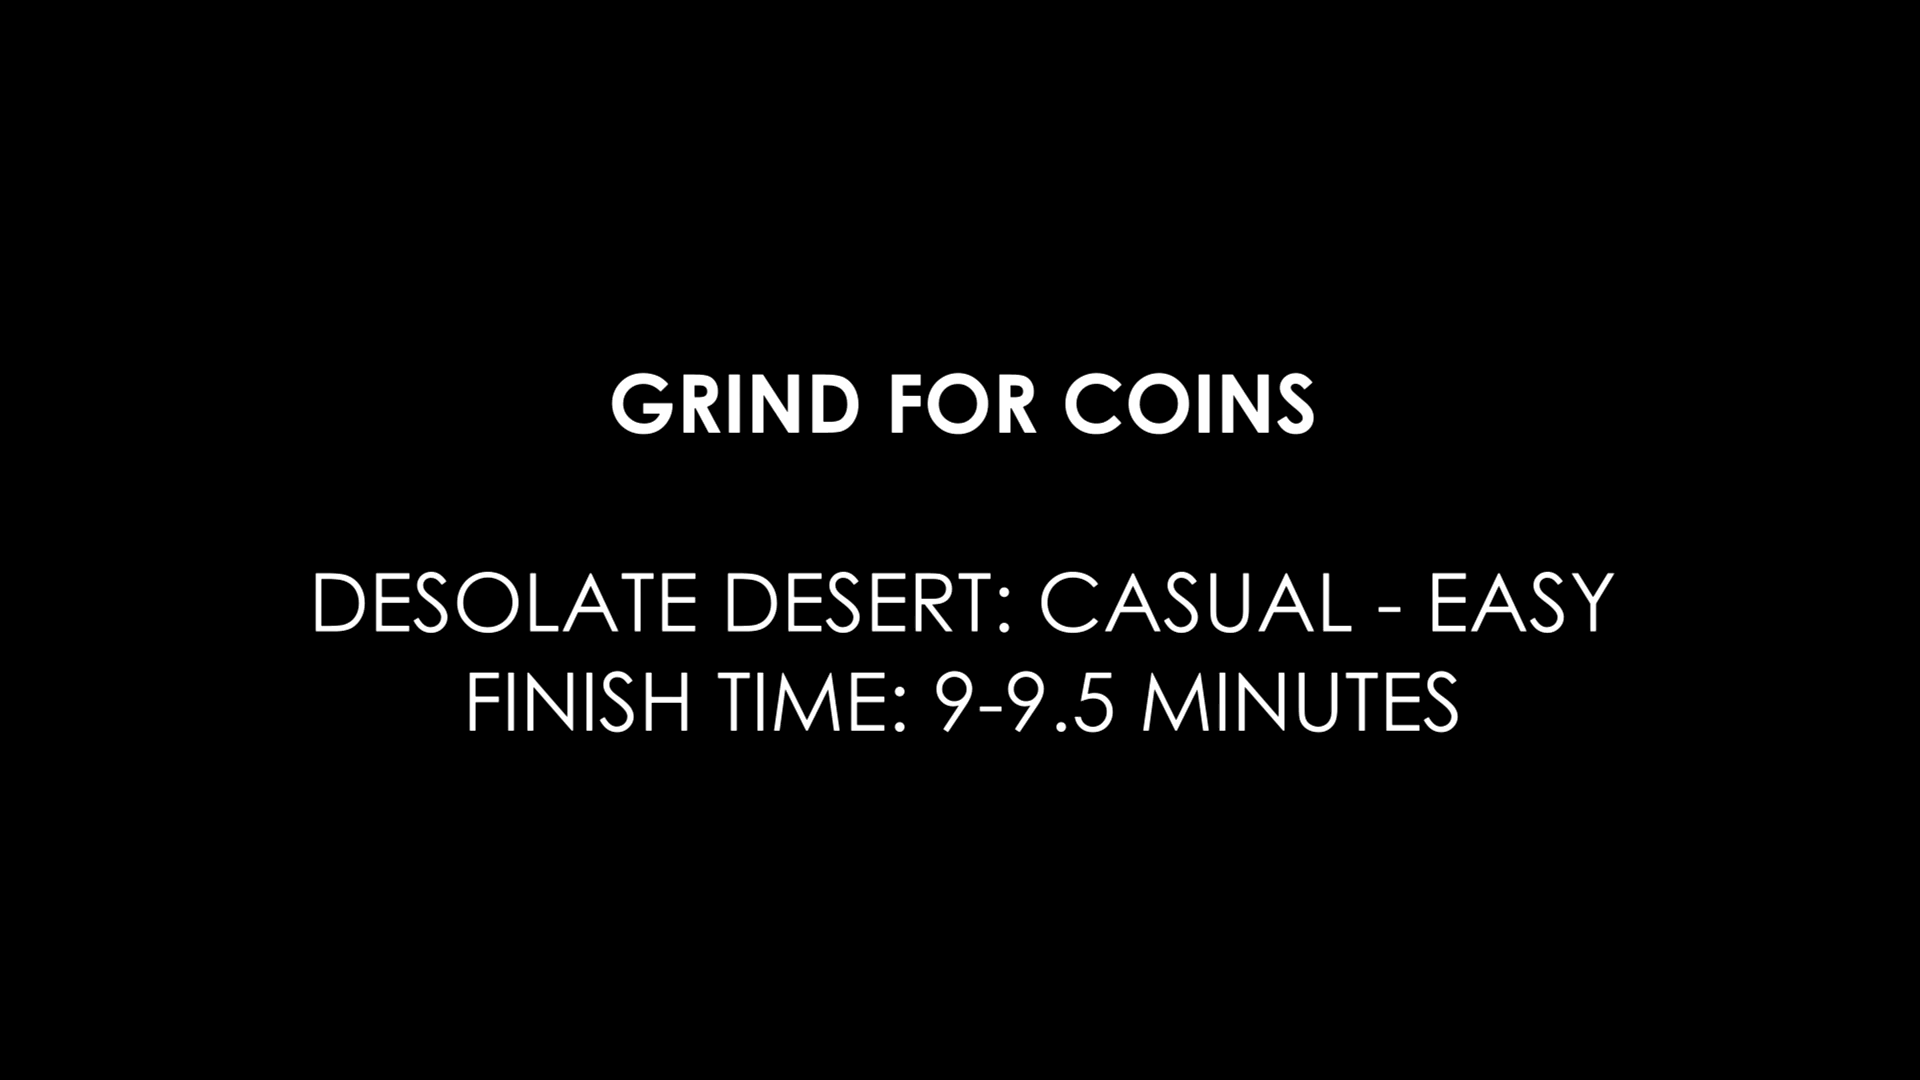 GRIND FOR COINS
DESOLATE DESERT: CASUAL - EASY
FINISH TIME: 9-9.5 MINUTES